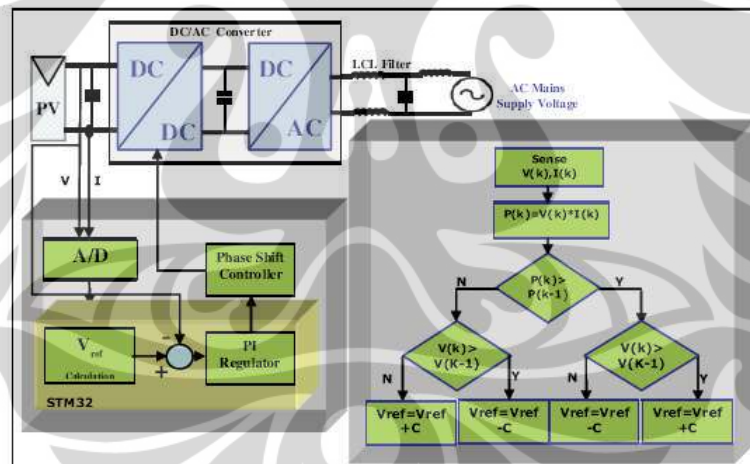 DC/AC Converter
PV
DC
DC
DC
AC
LCL Filter
AC Mains
Supply Voltage
V
I
A/D
Phase Shift
Controller
-
+
V ref
Calculation
PI
Regulator
STM32
Sense
V(k),I(k)
P(k)=V(k)*I(k)
P(k)>
P(k-1)
N
Y
V(k)>
V(K-1)
V(k)>
V(K-1)
N
Y
N
Y
Vref=Vref
+C
Vref=Vref
-C
Vref=Vref
-C
Vref=Vref
+C